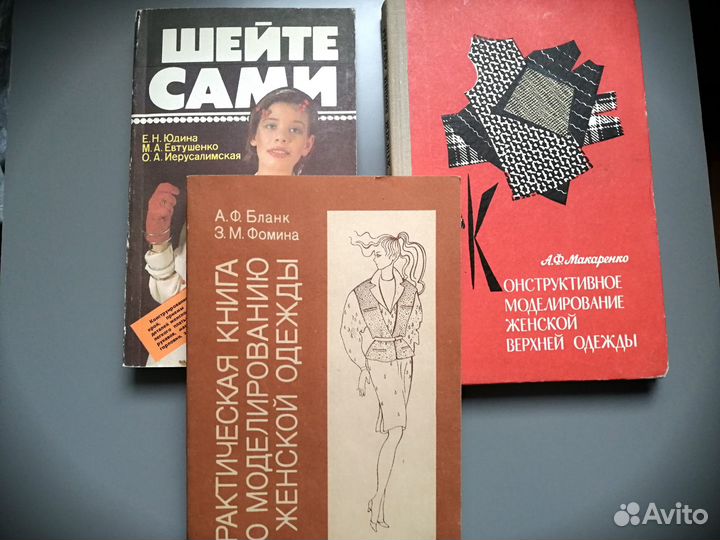 ШЕЙТЕ
САМИ
Е. Н. Юдина
М. А. Евтушенко
О. А. Иерусалимская
А. Ф. Бланк
З. М. Фомина
РАКТИЧЕСКАЯ КНИГА
О МОДЕЛИРОВАНИЮ
ЖЕНСКОЙ ОДЕЖДЫ
А.Ф. Макаренко
КОНСТРУКТИВНОЕ
МОДЕЛИРОВАНИЕ
ЖЕНСКОЙ
ВЕРХНЕЙ ОДЕЖДЫ
Avito